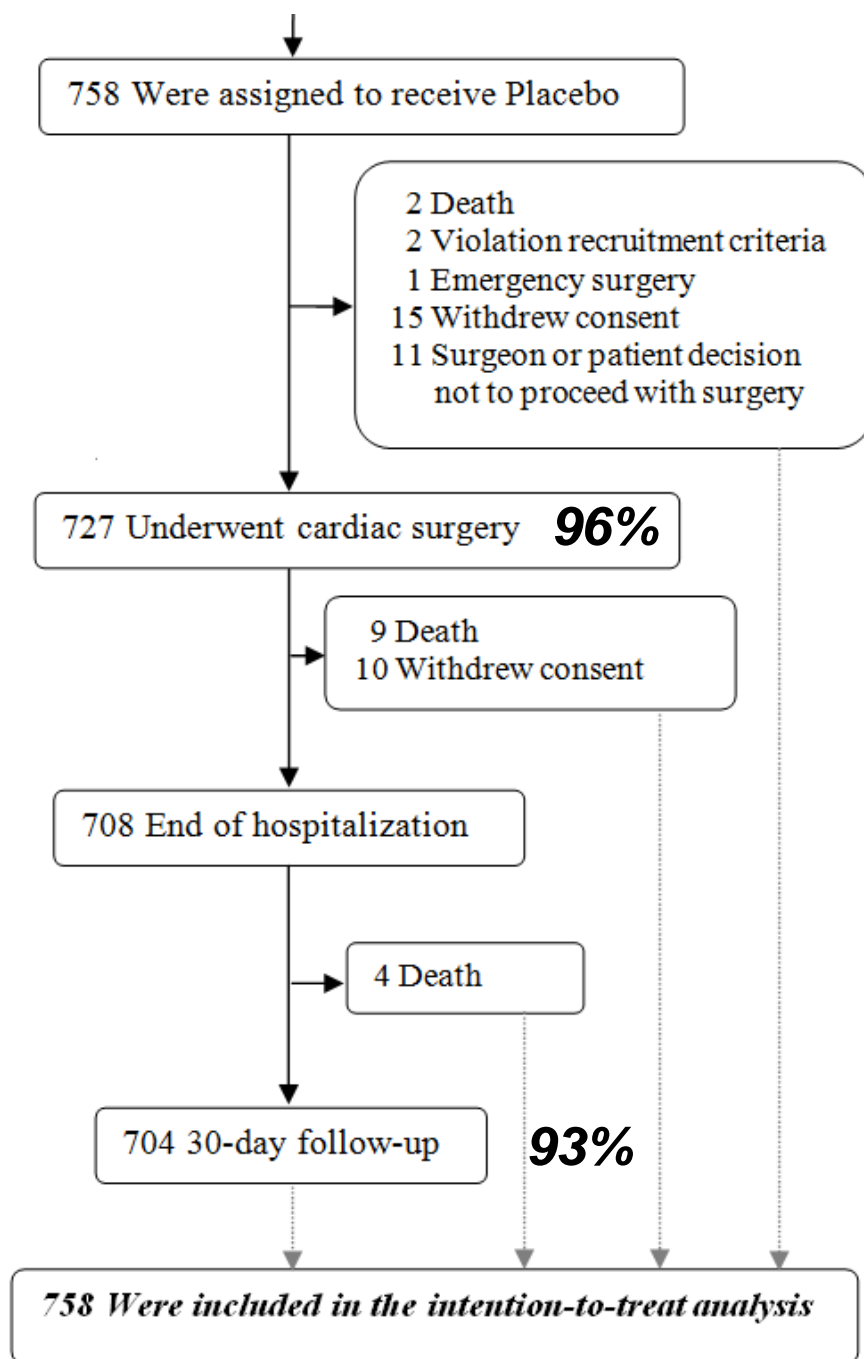 758 Were assigned to receive Placebo
2 Death
2 Violation recruitment criteria
1 Emergency surgery
15 Withdrew consent
11 Surgeon or patient decision
not to proceed with surgery
727 Underwent cardiac surgery 96%
9 Death
10 Withdrew consent
708 End of hospitalization
4 Death
704 30-day follow-up 93%
758 Were included in the intention-to-treat analysis